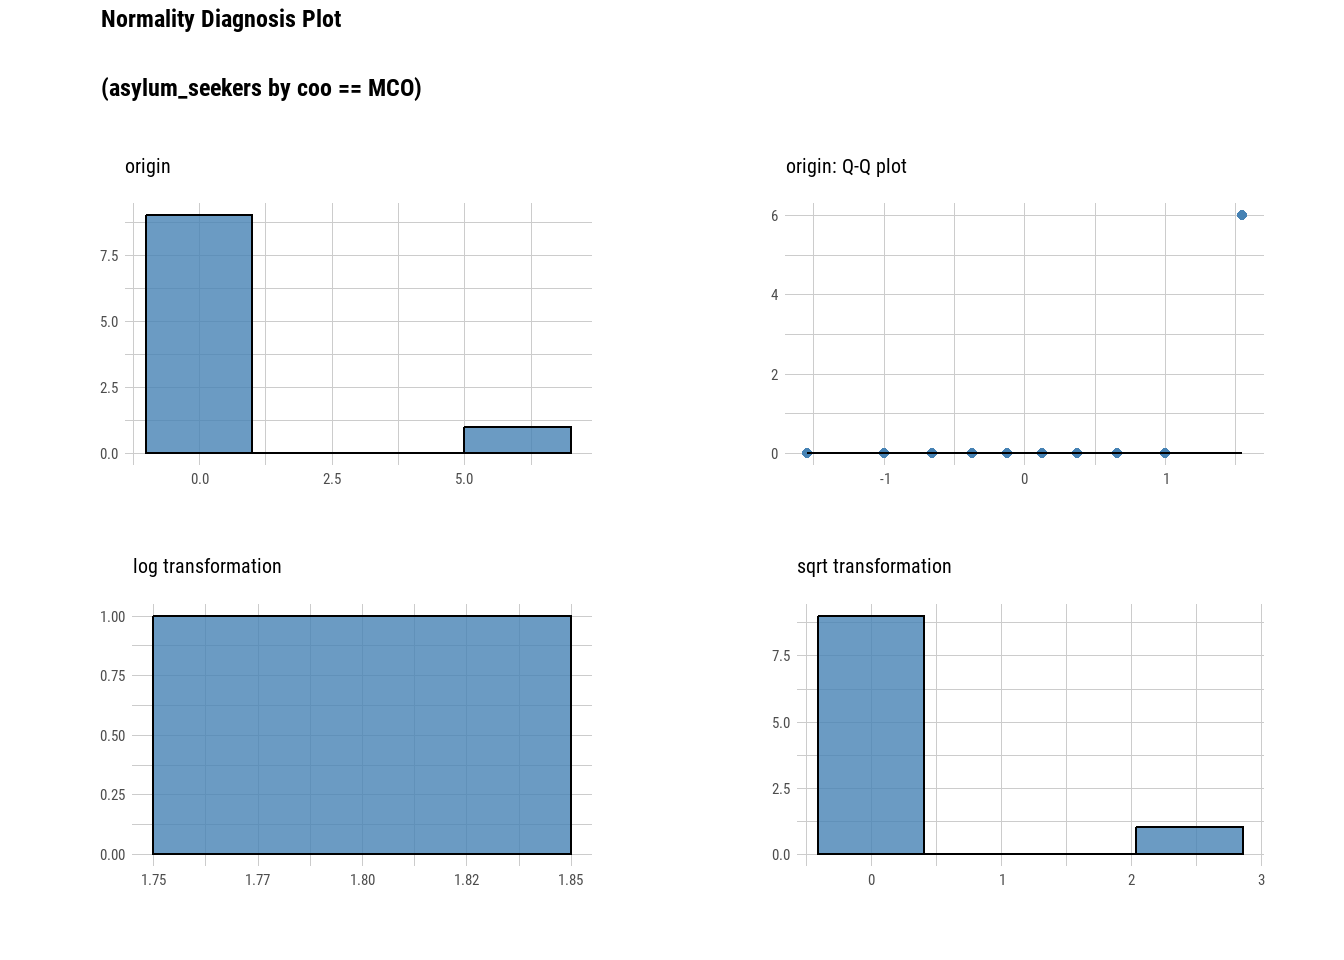 Normality Diagnosis Plot
(asylum_seekers by coo == MCO)
origin
7.5
5.0
2.5
0.0
0.0 2.5 5.0
origin: Q-Q plot
6
4
2
0
-1 0 1
log transformation
1.00
0.75
0.50
0.25
0.00
1.75 1.77 1.80 1.82 1.85
sqrt transformation
7.5
5.0
2.5
0.0
0 1 2 3